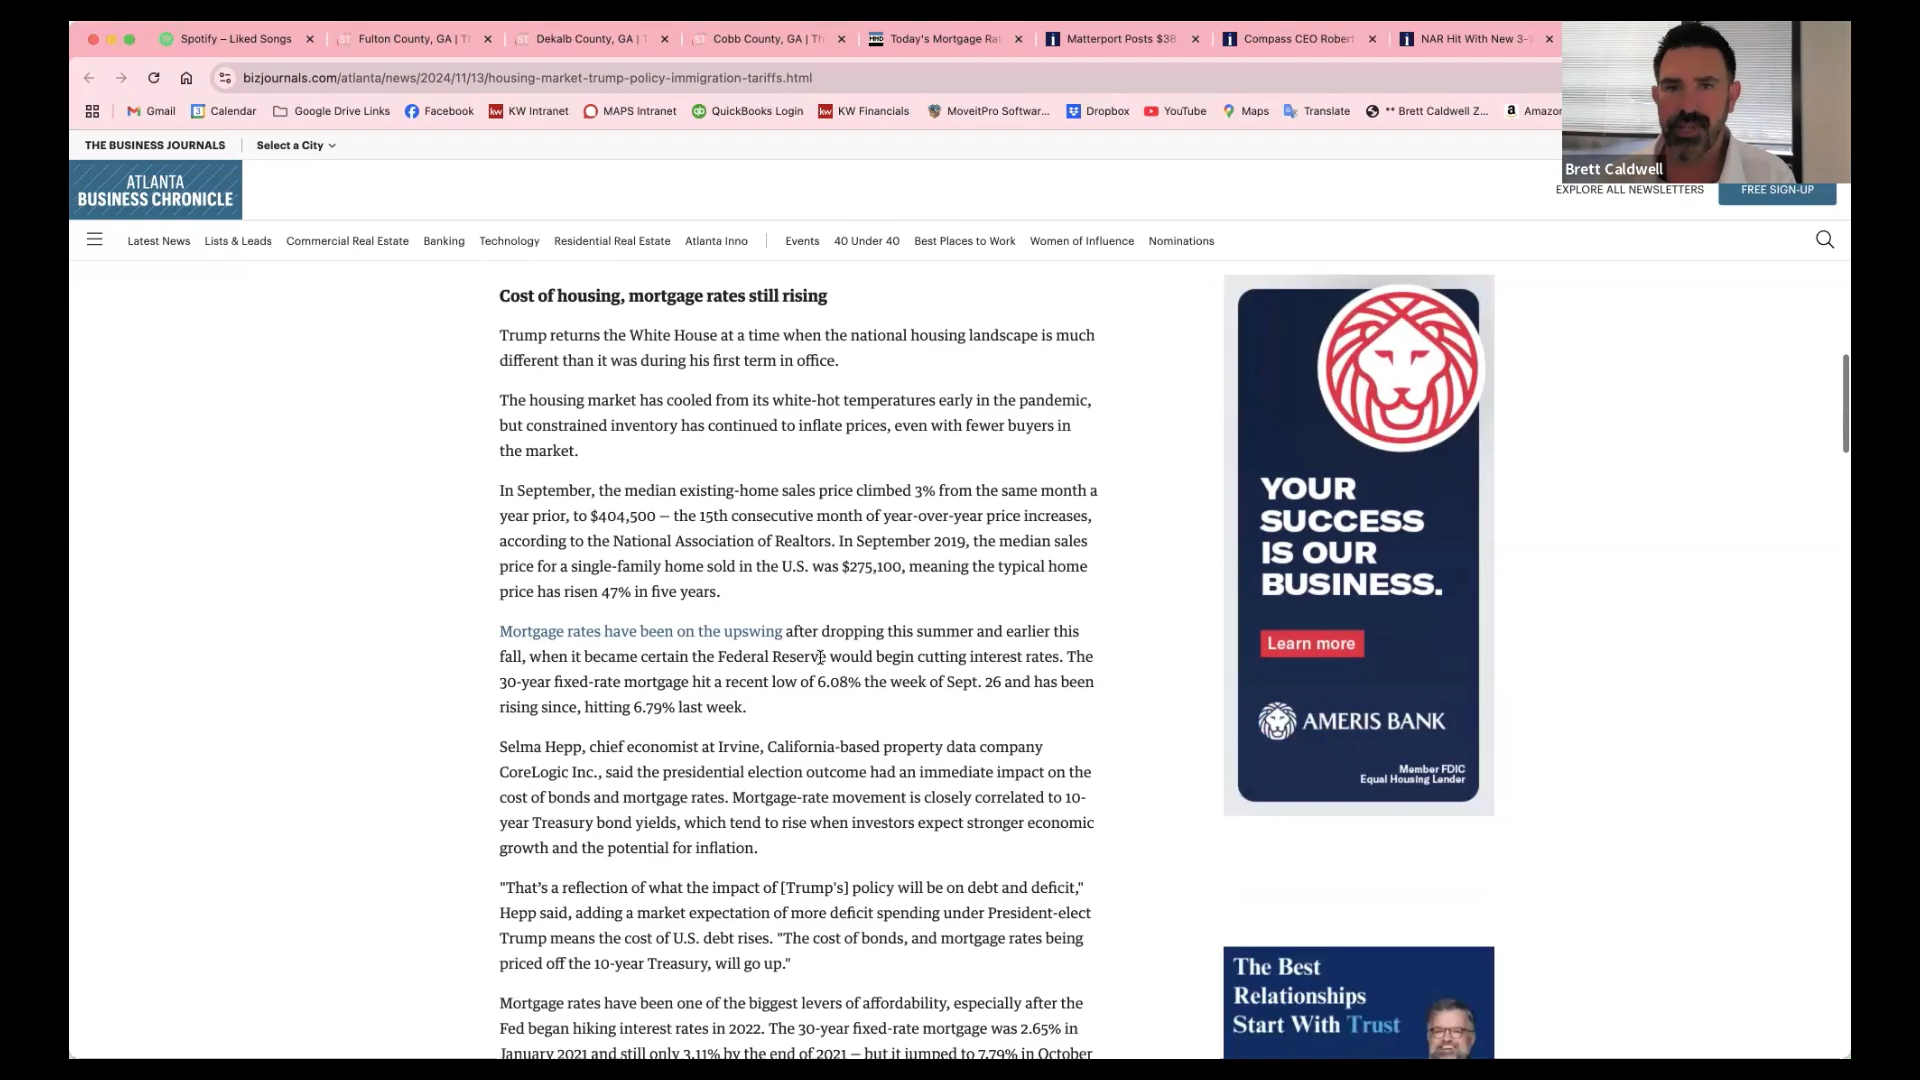 Spotify – Liked Songs
Fulton County, GA | T
Dekalb County, GA |
Cobb County, GA | Th
Today's Mortgage Ra
Matterport Posts $38
Compass CEO Robert
NAR Hit With New 3-
bizjournals.com/atlanta/news/2024/11/13/housing-market-trump-policy-immigration-tariffs.html
Gmail Calendar Google Drive Links Facebook KW Intranet MAPS Intranet QuickBooks Login KW Financials MoveitPro Softwar... Dropbox YouTube Maps Translate ** Brett Caldwell Z... Amazor
Brett Caldwell
THE BUSINESS JOURNALS Select a City
ATLANTA
BUSINESS CHRONICLE
EXPLORE ALL NEWSLETTERS FREE SIGN-UP
Latest News Lists & Leads Commercial Real Estate Banking Technology Residential Real Estate Atlanta Inno Events 40 Under 40 Best Places to Work Women of Influence Nominations
Cost of housing, mortgage rates still rising
Trump returns the White House at a time when the national housing landscape is much
different than it was during his first term in office.
The housing market has cooled from its white-hot temperatures early in the pandemic,
but constrained inventory has continued to inflate prices, even with fewer buyers in
the market.
In September, the median existing-home sales price climbed 3% from the same month a
year prior, to $404,500 — the 15th consecutive month of year-over-year price increases,
according to the National Association of Realtors. In September 2019, the median sales
price for a single-family home sold in the U.S. was $275,100, meaning the typical home
price has risen 47% in five years.
Mortgage rates have been on the upswing after dropping this summer and earlier this
fall, when it became certain the Federal Reserve would begin cutting interest rates. The
30-year fixed-rate mortgage hit a recent low of 6.08% the week of Sept. 26 and has been
rising since, hitting 6.79% last week.
Selma Hepp, chief economist at Irvine, California-based property data company
CoreLogic Inc., said the presidential election outcome had an immediate impact on the
cost of bonds and mortgage rates. Mortgage-rate movement is closely correlated to 10-
year Treasury bond yields, which tend to rise when investors expect stronger economic
growth and the potential for inflation.
"That's a reflection of what the impact of [Trump's] policy will be on debt and deficit,"
Hepp said, adding a market expectation of more deficit spending under President-elect
Trump means the cost of U.S. debt rises. "The cost of bonds, and mortgage rates being
priced off the 10-year Treasury, will go up."
Mortgage rates have been one of the biggest levers of affordability, especially after the
Fed began hiking interest rates in 2022. The 30-year fixed-rate mortgage was 2.65% in
January 2021 and still only 3.11% by the end of 2021 — but it jumped to 7.79% in October
YOUR
SUCCESS
IS OUR
BUSINESS.
Learn more
AMERIS BANK
Member FDIC
Equal Housing Lender
The Best
Relationships
Start With Trust